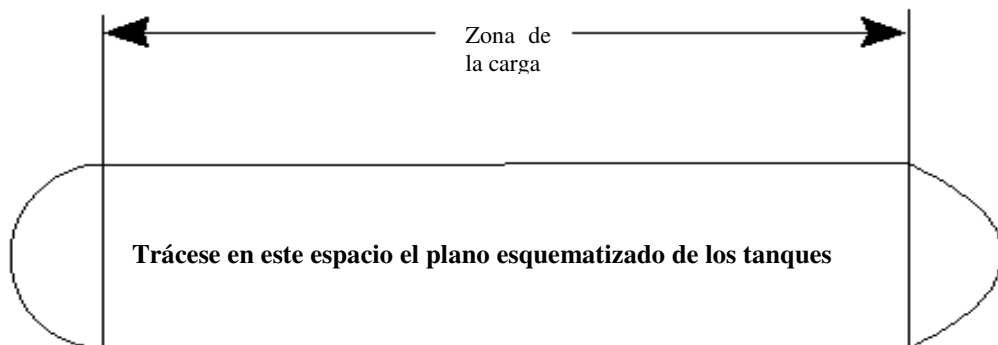 Zona de
la carga
Trácese en este espacio el plano esquematizado de los tanques